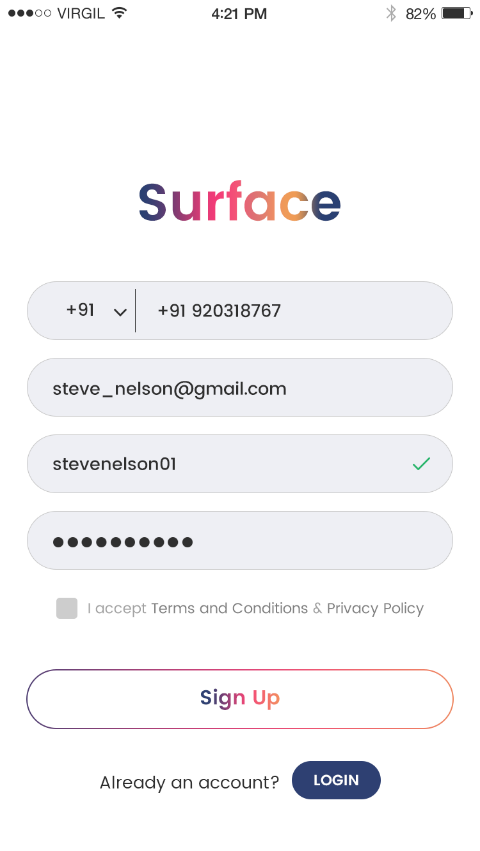 VIRGIL 4:21 PM 82%
Surface
+91 +91 920318767
steve_nelson@gmail.com
stevenelson01
I accept Terms and Conditions & Privacy Policy
Sign Up
Already an account? LOGIN